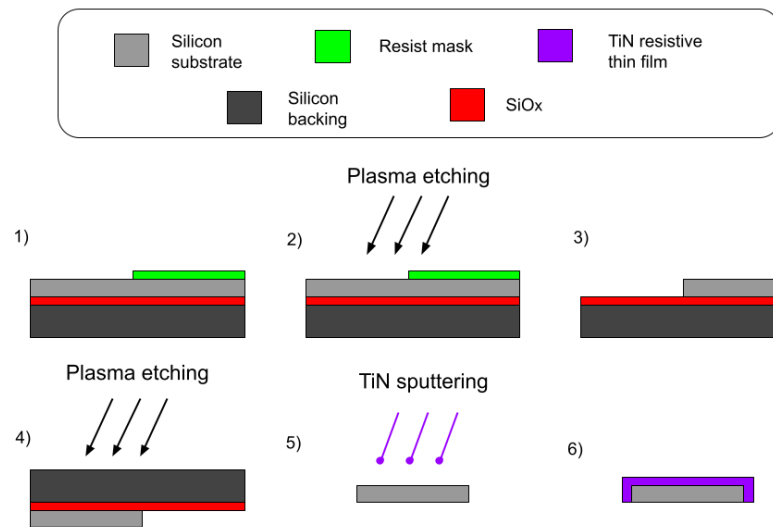 Silicon
substrate
Resist mask
TiN resistive
thin film
Silicon
backing
SiOx
Plasma etching
1)
2)
3)
Plasma etching
TiN sputtering
4)
5)
6)